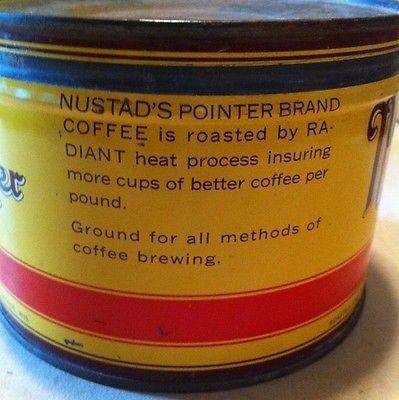 NUSTAD'S POINTER BRAND
COFFEE is roasted by RA-
DIANT heat process insuring
more cups of better coffee per
pound.
Ground for all methods of
coffee brewing.